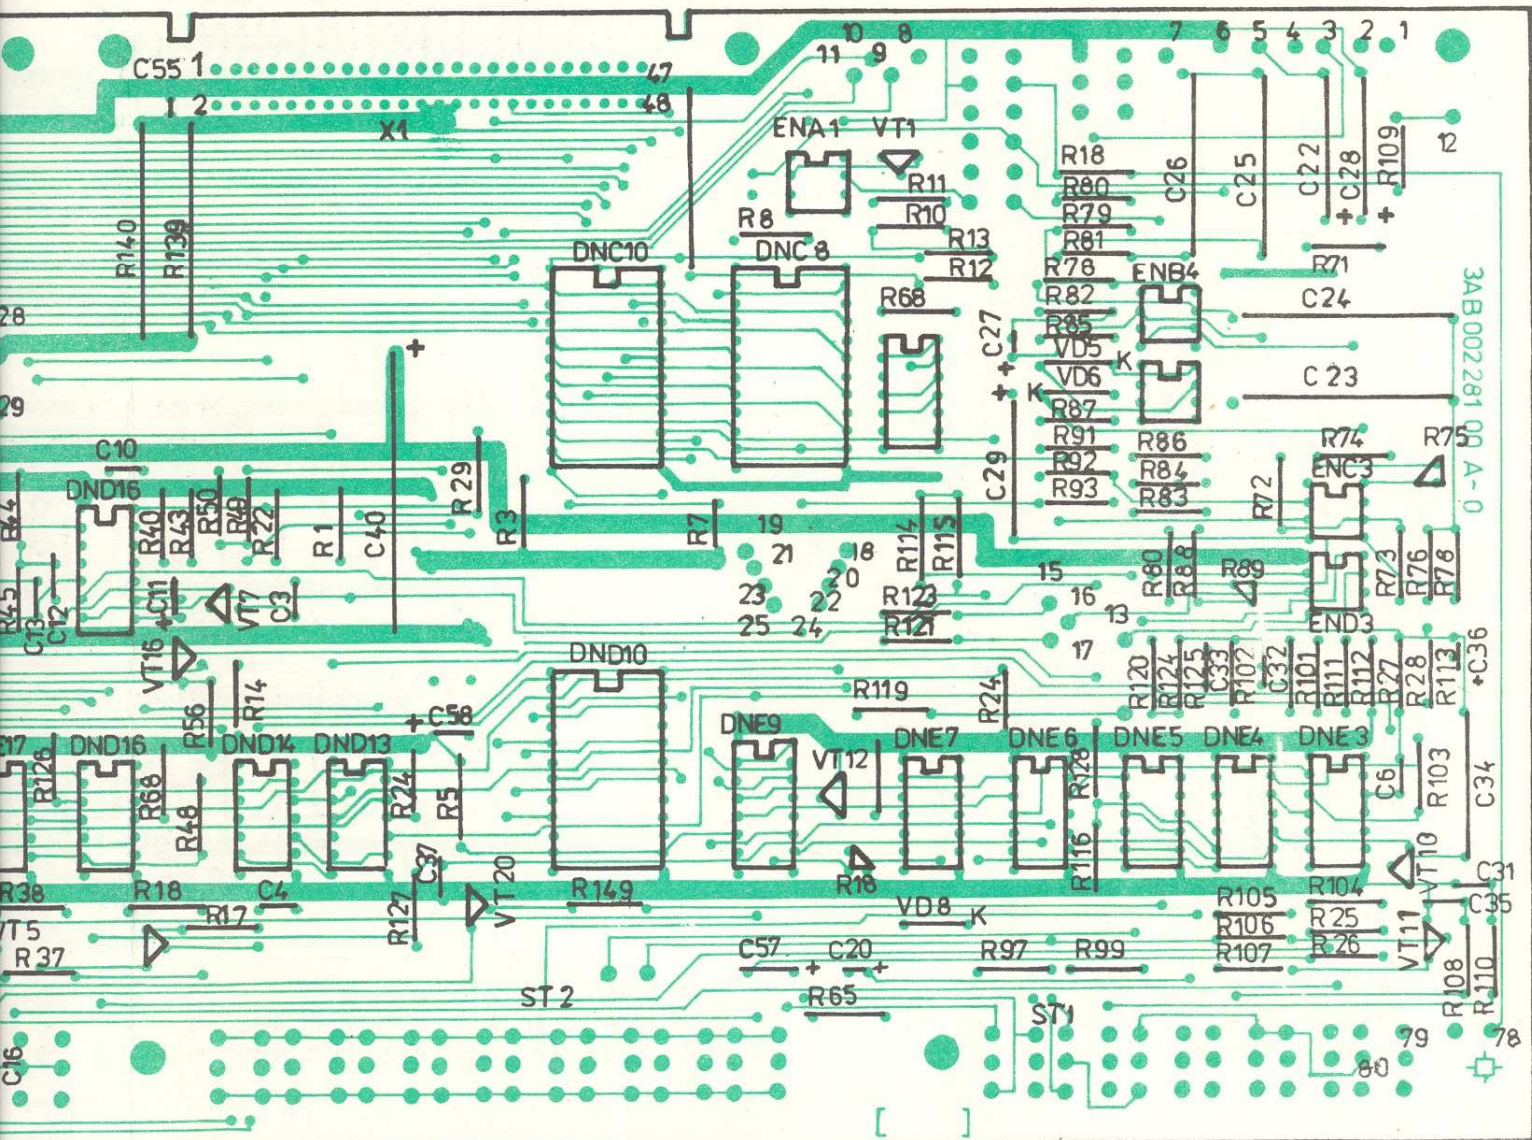 10 8 7 6 5 4 3 2 1
11 9
C55 1 47
2 48
X1
ENA1 VT1 12
R140 R139
R18
R80
R79
R81
R78
R82
R85
VD5 K
VD6 K
R87
R91
R92
R93
R11
R10
R8
R13
R12
DNC10 DNC8
R68
C26 C25 C22 C28 + R109 +
R71
ENB4
C24
C23
C27 +
C29 +
3AB 002281 00 A-0
28
29
+
C10
DND16
R44 R40 R43 R50 R49 R22 R1 C40 R29 R3 R7
R86
R84
R83
R72
R74 R75
ENC3
19
21 18
20
23 22
25 24
R114 R115
R123
R121
15
16
13
17
R80 R88 R89
R73 R76 R78
END3
R45 C13 C12 +C11 VT7 C3
VT16
DND10
R56 R14
+ C58
R119
R24
R120 R124 R125 C33 R102 C32 R101 R111 R112 R27 R28 R113 +C36
E17 R126 DND16 DND14 DND13 DNE9 DNE7 DNE6 DNE5 DNE4 DNE3
R68 R48 R24 R5
VT12
R128
C6 R103 C34
R116
VT10
R38 R18 C4
R17
VT5
R37
C37
R127
VT20
R149
R18
VD8 K
R105
R106
R107
R104
R25
R26
C31
C35
VT11
R108 R110
C57 + C20 + R97 R99
R65
ST2 ST1
C16
79 78
80
[ ]